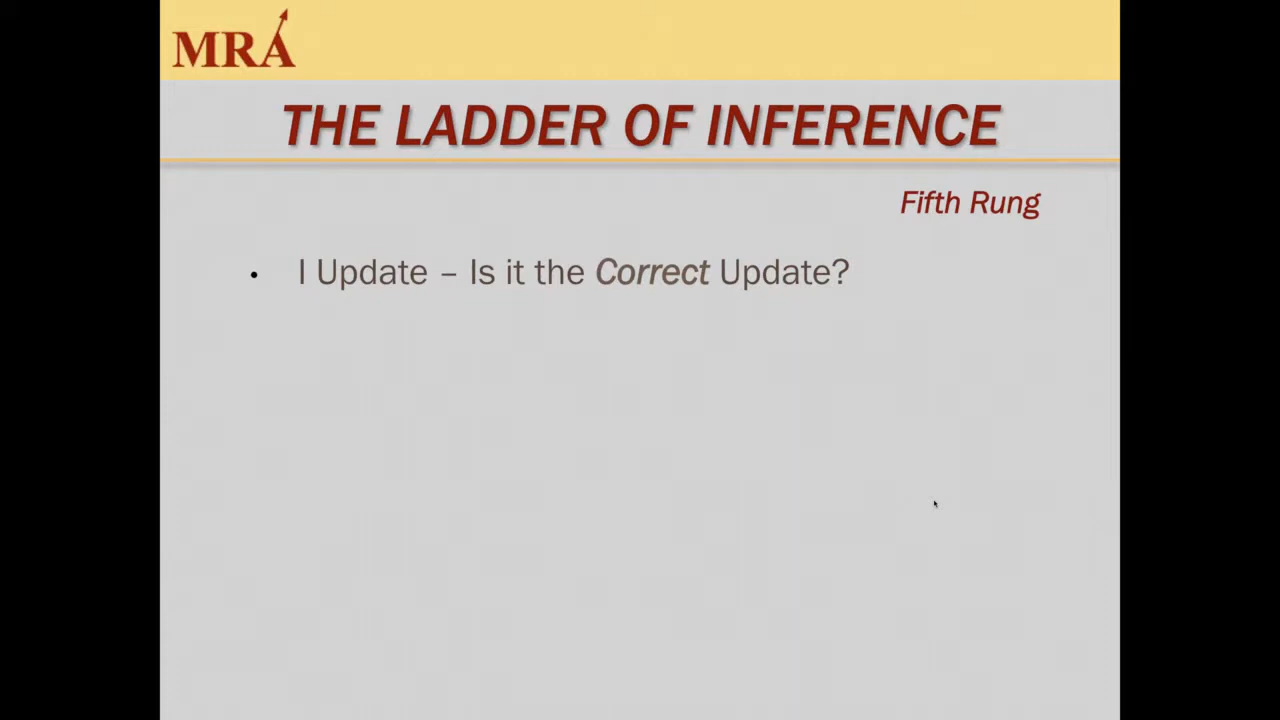 MRA
THE LADDER OF INFERENCE
Fifth Rung
• I Update – Is it the Correct Update?